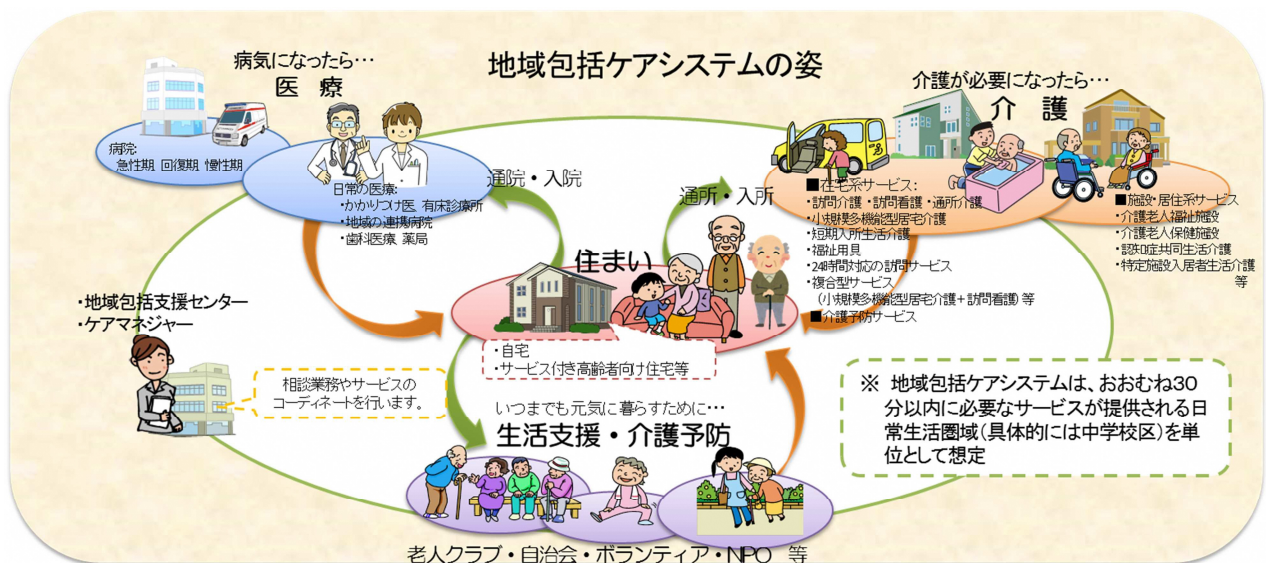 地域包括ケアシステムの姿
病気になったら…
医　療
病院:
急性期 回復期 慢性期
日常の医療:
・かかりつけ医 有床診療所
・地域の連携病院
・歯科医療 薬局
通院・入院
通所・入所
介護が必要になったら…
介　護
■在宅系サービス:
・訪問介護 ・訪問看護 ・通所介護
・小規模多機能型居宅介護
・短期入所生活介護
・福祉用具
・24時間対応の訪問サービス
・複合型サービス
（小規模多機能型居宅介護＋訪問看護）等
■介護予防サービス
■施設・居住系サービス
・介護老人福祉施設
・介護老人保健施設
・認知症共同生活介護
・特定施設入居者生活介護
等
住まい
・自宅
・サービス付き高齢者向け住宅等
・地域包括支援センター
・ケアマネジャー
相談業務やサービスの
コーディネートを行います。
いつまでも元気に暮らすために…
生活支援・介護予防
老人クラブ・自治会・ボランティア・NPO 等
※ 地域包括ケアシステムは、おおむね30
分以内に必要なサービスが提供される日
常生活圏域（具体的には中学校区）を単
位として想定